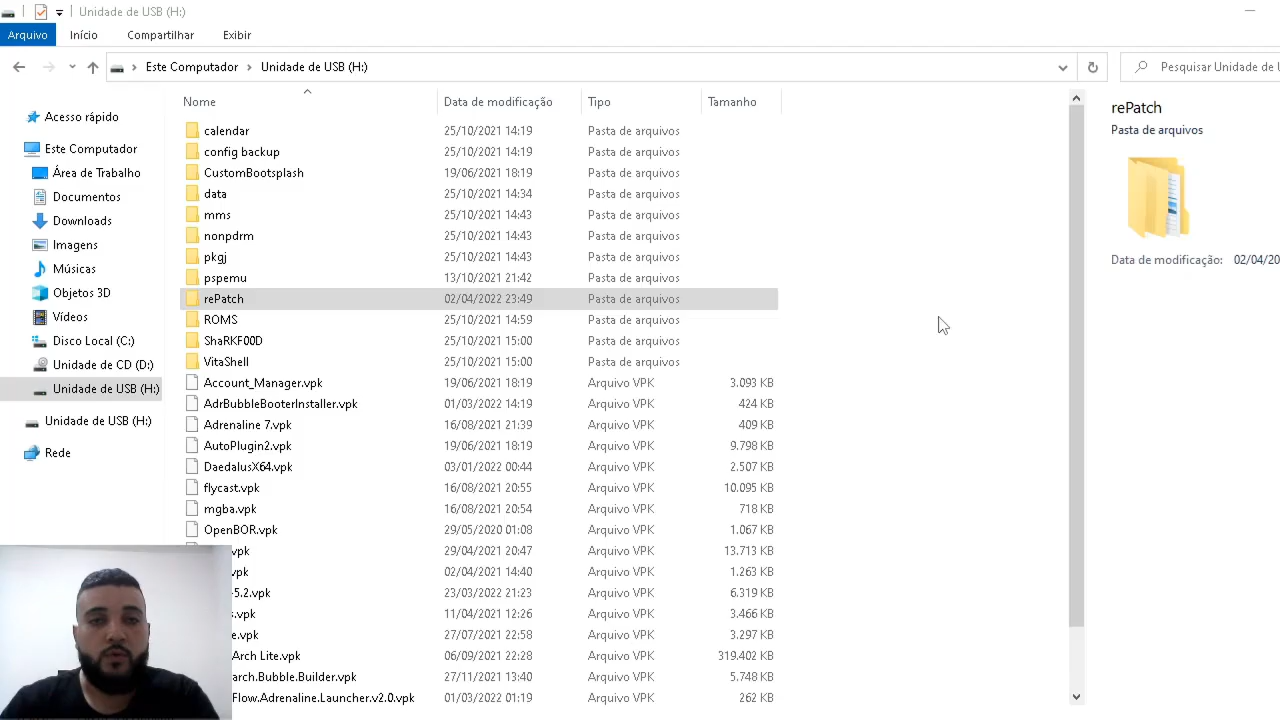 Unidade de USB (H:)
Arquivo Início Compartilhar Exibir
Este Computador Unidade de USB (H:) Pesquisar Unidade de U
Nome Data de modificação Tipo Tamanho
Acesso rápido
Este Computador
Área de Trabalho
Documentos
Downloads
Imagens
Músicas
Objetos 3D
Vídeos
Disco Local (C:)
Unidade de CD (D:)
Unidade de USB (H:)
Unidade de USB (H:)
Rede
calendar 25/10/2021 14:19 Pasta de arquivos
config backup 25/10/2021 14:19 Pasta de arquivos
CustomBootsplash 19/06/2021 18:19 Pasta de arquivos
data 25/10/2021 14:34 Pasta de arquivos
mms 25/10/2021 14:43 Pasta de arquivos
nonpdrm 25/10/2021 14:43 Pasta de arquivos
pkgj 25/10/2021 14:43 Pasta de arquivos
pspemu 13/10/2021 21:42 Pasta de arquivos
rePatch 02/04/2022 23:49 Pasta de arquivos
ROMS 25/10/2021 14:59 Pasta de arquivos
ShaRKF00D 25/10/2021 15:00 Pasta de arquivos
VitaShell 25/10/2021 15:00 Pasta de arquivos
Account_Manager.vpk 19/06/2021 18:19 Arquivo VPK 3.093 KB
AdrBubbleBooterInstaller.vpk 01/03/2022 14:19 Arquivo VPK 424 KB
Adrenaline 7.vpk 16/08/2021 21:39 Arquivo VPK 409 KB
AutoPlugin2.vpk 19/06/2021 18:19 Arquivo VPK 9.798 KB
DaedalusX64.vpk 03/01/2022 00:44 Arquivo VPK 2.507 KB
flycast.vpk 16/08/2021 20:55 Arquivo VPK 10.095 KB
mgba.vpk 16/08/2021 20:54 Arquivo VPK 718 KB
OpenBOR.vpk 29/05/2020 01:08 Arquivo VPK 1.067 KB
.vpk 29/04/2021 20:47 Arquivo VPK 13.713 KB
.vpk 02/04/2021 14:40 Arquivo VPK 1.263 KB
5.2.vpk 23/03/2022 21:23 Arquivo VPK 6.319 KB
s.vpk 11/04/2021 12:26 Arquivo VPK 3.466 KB
e.vpk 27/07/2021 22:58 Arquivo VPK 3.297 KB
Arch Lite.vpk 06/09/2021 22:28 Arquivo VPK 319.402 KB
arch.Bubble.Builder.vpk 27/11/2021 13:40 Arquivo VPK 5.748 KB
Flow.Adrenaline.Launcher.v2.0.vpk 01/03/2022 01:19 Arquivo VPK 262 KB
rePatch
Pasta de arquivos
Data de modificação: 02/04/20